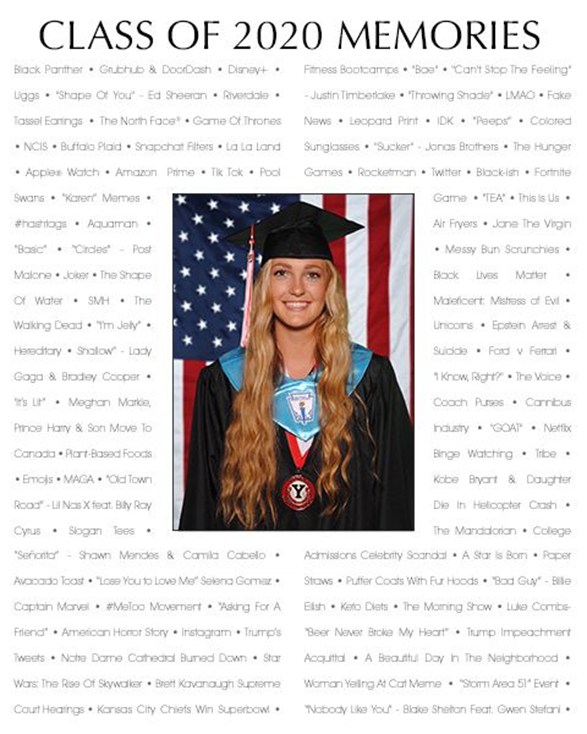 CLASS OF 2020 MEMORIES
Black Panther • Grubhub & DoorDash • Disney+ •
Uggs • "Shape Of You" - Ed Sheeran • Riverdale •
Tassel Earrings • The North Face® • Game Of Thrones
• NCIS • Buffalo Plaid • Snapchat Filters • La La Land
• Apple® Watch • Amazon Prime • Tik Tok • Pool
Swans • "Karen" Memes •
#hashtags • Aquaman •
"Basic" • "Circles" - Post
Malone • Joker • The Shape
Of Water • SMH • The
Walking Dead • "I'm Jelly" •
Hereditary • Shallow" - Lady
Gaga & Bradley Cooper •
"It's Lit" • Meghan Markle,
Prince Harry & Son Move To
Canada • Plant-Based Foods
• Emojis • MAGA • "Old Town
Road" - Lil Nas X feat. Billy Ray
Cyrus • Slogan Tees •
"Señorita" - Shawn Mendes & Camila Cabello •
Avocado Toast • "Lose You to Love Me" Selena Gomez •
Captain Marvel • #MeToo Movement • "Asking For A
Friend" • American Horror Story • Instagram • Trump's
Tweets • Notre Dame Cathedral Burned Down • Star
Wars: The Rise Of Skywalker • Brett Kavanaugh Supreme
Court Hearings • Kansas City Chiefs Win Superbowl •
Fitness Bootcamps • "Bae" • "Can't Stop The Feeling"
- Justin Timberlake • "Throwing Shade" • LMAO • Fake
News • Leopard Print • IDK • "Peeps" • Colored
Sunglasses • "Sucker" - Jonas Brothers • The Hunger
Games • Rocketman • Twitter • Black-ish • Fortnite
Game • "TEA" • This Is Us •
Air Fryers • Jane The Virgin
• Messy Bun Scrunchies •
Black Lives Matter •
Maleficent: Mistress of Evil •
Unicorns • Epstein Arrest &
Suicide • Ford v Ferrari •
"I Know, Right?" • The Voice •
Coach Purses • Cannibus
Industry • "GOAT" • Netflix
Binge Watching • Tribe •
Kobe Bryant & Daughter
Die In Helicopter Crash •
The Mandalorian • College
Admissions Celebrity Scandal • A Star Is Born • Paper
Straws • Puffer Coats With Fur Hoods • "Bad Guy" - Billie
Eilish • Keto Diets • The Morning Show • Luke Combs-
"Beer Never Broke My Heart" • Trump Impeachment
Acquittal • A Beautiful Day In The Neighborhood •
Woman Yelling At Cat Meme • "Storm Area 51" Event •
"Nobody Like You" - Blake Shelton Feat. Gwen Stefani •
Y